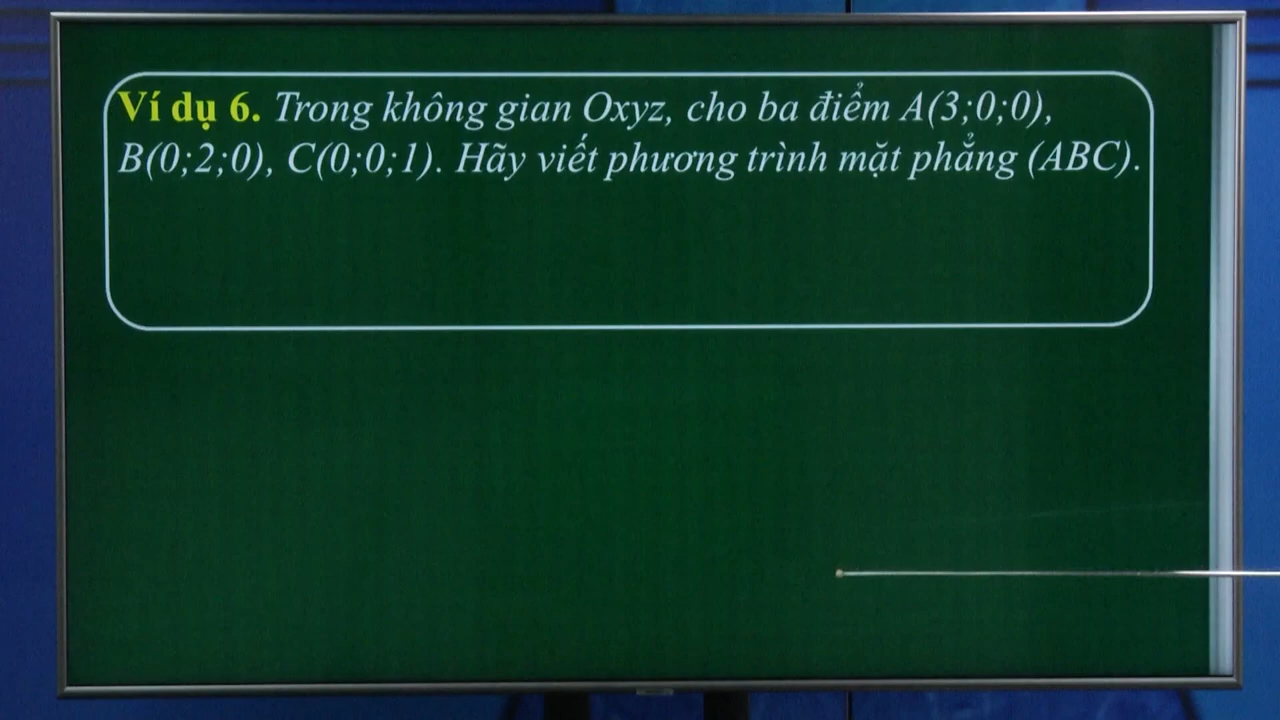 Ví dụ 6. Trong không gian Oxyz, cho ba điểm A(3;0;0),
B(0;2;0), C(0;0;1). Hãy viết phương trình mặt phẳng (ABC).